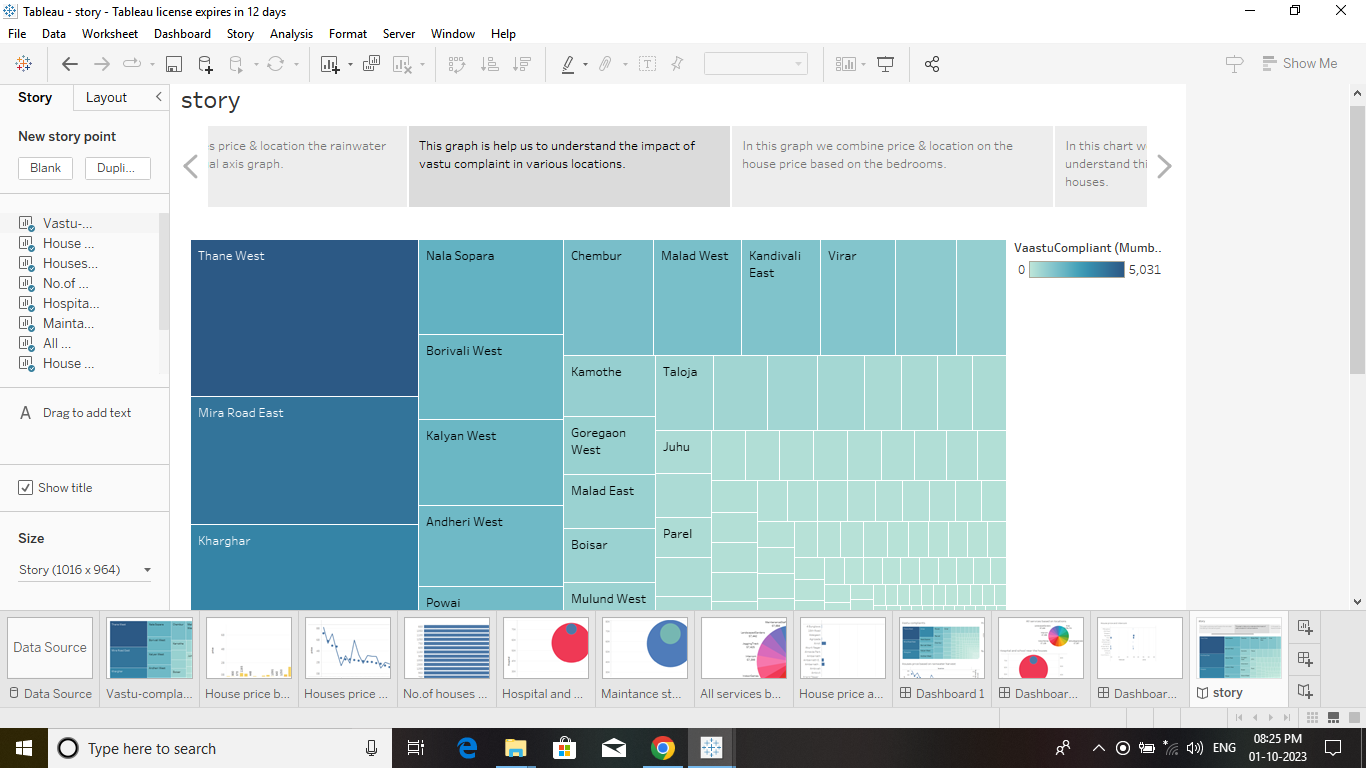 Tableau - story - Tableau license expires in 12 days
File Data Worksheet Dashboard Story Analysis Format Server Window Help
Show Me
Story Layout
New story point
Blank Dupli...
Vastu-...
House ...
Houses...
No.of ...
Hospita...
Mainta...
All ...
House ...
A Drag to add text
Show title
Size
Story (1016 x 964)
story
s price & location the rainwater
al axis graph.
This graph is help us to understand the impact of
vastu complaint in various locations.
In this graph we combine price & location on the
house price based on the bedrooms.
In this chart w
understand thi
houses.
Thane West
Mira Road East
Kharghar
Nala Sopara
Borivali West
Kalyan West
Andheri West
Powai
Chembur
Malad West
Kandivali
East
Virar
Kamothe
Taloja
Goregaon
West
Juhu
Malad East
Parel
Boisar
Mulund West
VaastuCompliant (Mumb..
0 5,031
Data Source
Data Source
Vastu-compla...
House price b...
Houses price ...
No.of houses ...
Hospital and ...
Maintance st...
All services b...
House price a...
Dashboard 1
Dashboar...
Dashboar...
story
Type here to search
ENG
08:25 PM
01-10-2023